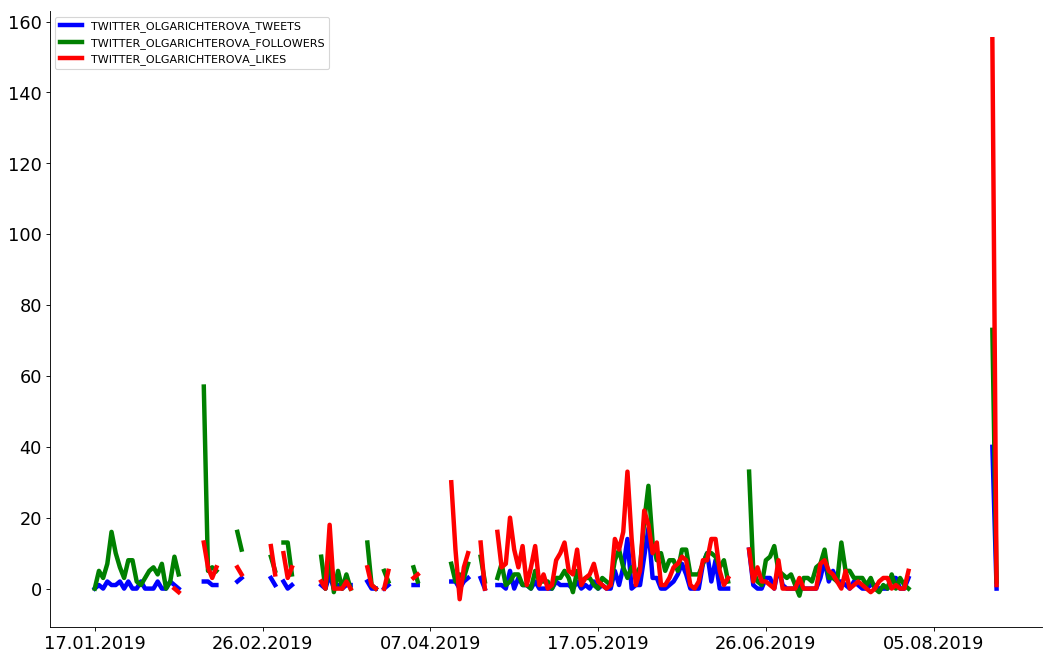 160
140
120
100
80
60
40
20
0
TWITTER_OLGARICHTEROVA_TWEETS
TWITTER_OLGARICHTEROVA_FOLLOWERS
TWITTER_OLGARICHTEROVA_LIKES
17.01.2019 26.02.2019 07.04.2019 17.05.2019 26.06.2019 05.08.2019